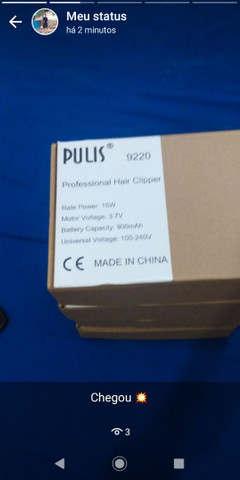 Meu status
há 2 minutos
PULIS® 9220
Professional Hair Clipper
Rate Power: 15W
Motor Voltage: 3.7V
Battery Capacity: 900mAh
Universal Voltage: 100-240V
CE MADE IN CHINA
Chegou 💥
3